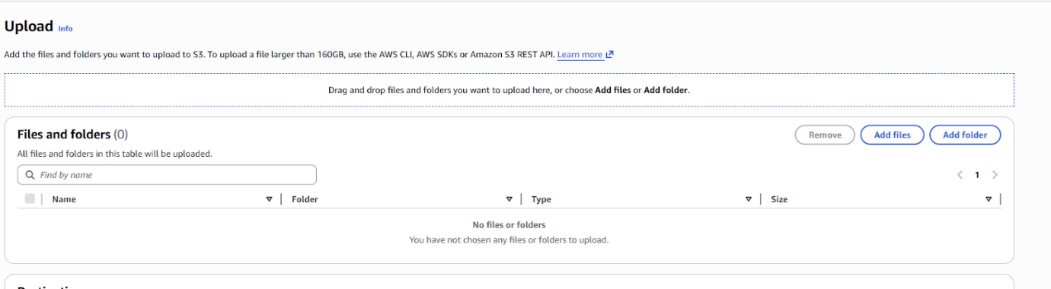 Upload Info
Add the files and folders you want to upload to S3. To upload a file larger than 160GB, use the AWS CLI, AWS SDKs or Amazon S3 REST API. Learn more
Drag and drop files and folders you want to upload here, or choose Add files or Add folder.
Files and folders (0)
Remove
Add files
Add folder
All files and folders in this table will be uploaded.
Find by name
1
Name
Folder
Type
Size
No files or folders
You have not chosen any files or folders to upload.